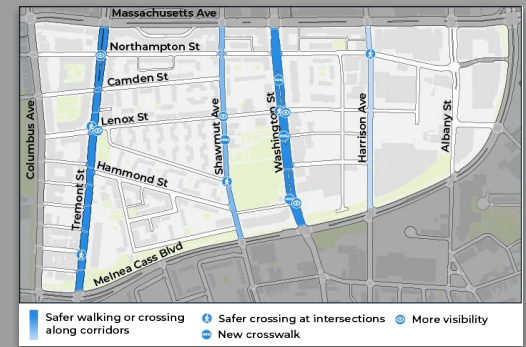 Massachusetts Ave
Northampton St
Camden St
Lenox St
Hammond St
Columbus Ave
Tremont St
Shawmut Ave
Washington St
Harrison Ave
Albany St
Melnea Cass Blvd
Safer walking or crossing
along corridors
Safer crossing at intersections
More visibility
New crosswalk